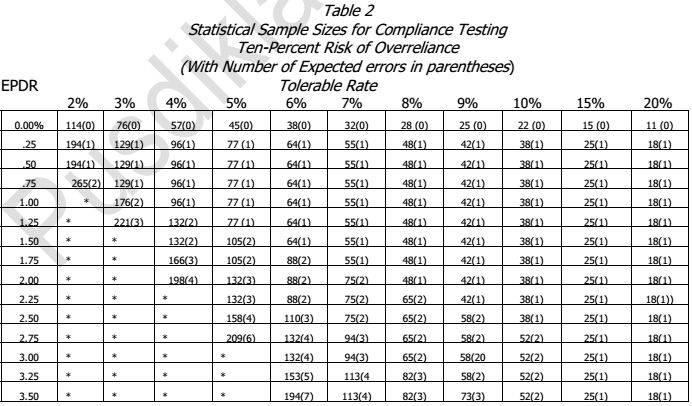 Table 2
Statistical Sample Sizes for Compliance Testing
Ten-Percent Risk of Overreliance
(With Number of Expected errors in parentheses)
EPDR Tolerable Rate
2% 3% 4% 5% 6% 7% 8% 9% 10% 15% 20%
0.00% 114(0) 76(0) 57(0) 45(0) 38(0) 32(0) 28 (0) 25 (0) 22 (0) 15 (0) 11 (0)
.25 194(1) 129(1) 96(1) 77 (1) 64(1) 55(1) 48(1) 42(1) 38(1) 25(1) 18(1)
.50 194(1) 129(1) 96(1) 77 (1) 64(1) 55(1) 48(1) 42(1) 38(1) 25(1) 18(1)
.75 265(2) 129(1) 96(1) 77 (1) 64(1) 55(1) 48(1) 42(1) 38(1) 25(1) 18(1)
1.00 * 176(2) 96(1) 77 (1) 64(1) 55(1) 48(1) 42(1) 38(1) 25(1) 18(1)
1.25 * 221(3) 132(2) 77 (1) 64(1) 55(1) 48(1) 42(1) 38(1) 25(1) 18(1)
1.50 * * 132(2) 105(2) 64(1) 55(1) 48(1) 42(1) 38(1) 25(1) 18(1)
1.75 * * 166(3) 105(2) 88(2) 55(1) 48(1) 42(1) 38(1) 25(1) 18(1)
2.00 * * 198(4) 132(3) 88(2) 75(2) 48(1) 42(1) 38(1) 25(1) 18(1)
2.25 * * * 132(3) 88(2) 75(2) 65(2) 42(1) 38(1) 25(1) 18(1))
2.50 * * * 158(4) 110(3) 75(2) 65(2) 58(2) 38(1) 25(1) 18(1)
2.75 * * * 209(6) 132(4) 94(3) 65(2) 58(2) 52(2) 25(1) 18(1)
3.00 * * * * 132(4) 94(3) 65(2) 58(20 52(2) 25(1) 18(1)
3.25 * * * * 153(5) 113(4 82(3) 58(2) 52(2) 25(1) 18(1)
3.50 * * * * 194(7) 113(4) 82(3) 73(3) 52(2) 25(1) 18(1)